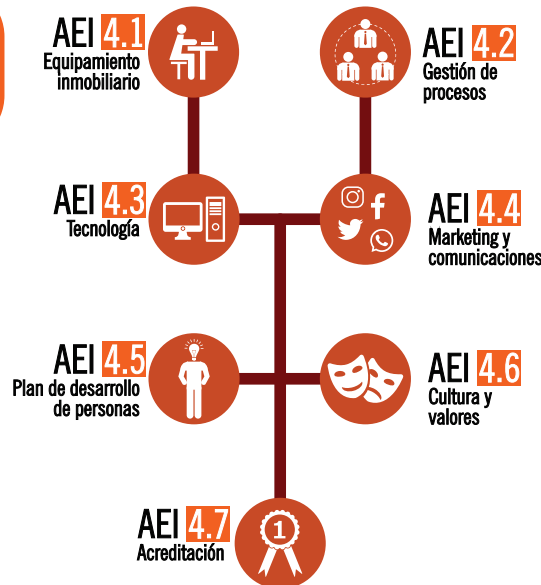 AEI 4.1
Equipamiento
inmobiliario
AEI 4.2
Gestión de
procesos
AEI 4.3
Tecnología
AEI 4.4
Marketing y
comunicaciones
AEI 4.5
Plan de desarrollo
de personas
AEI 4.6
Cultura y
valores
AEI 4.7
Acreditación
1